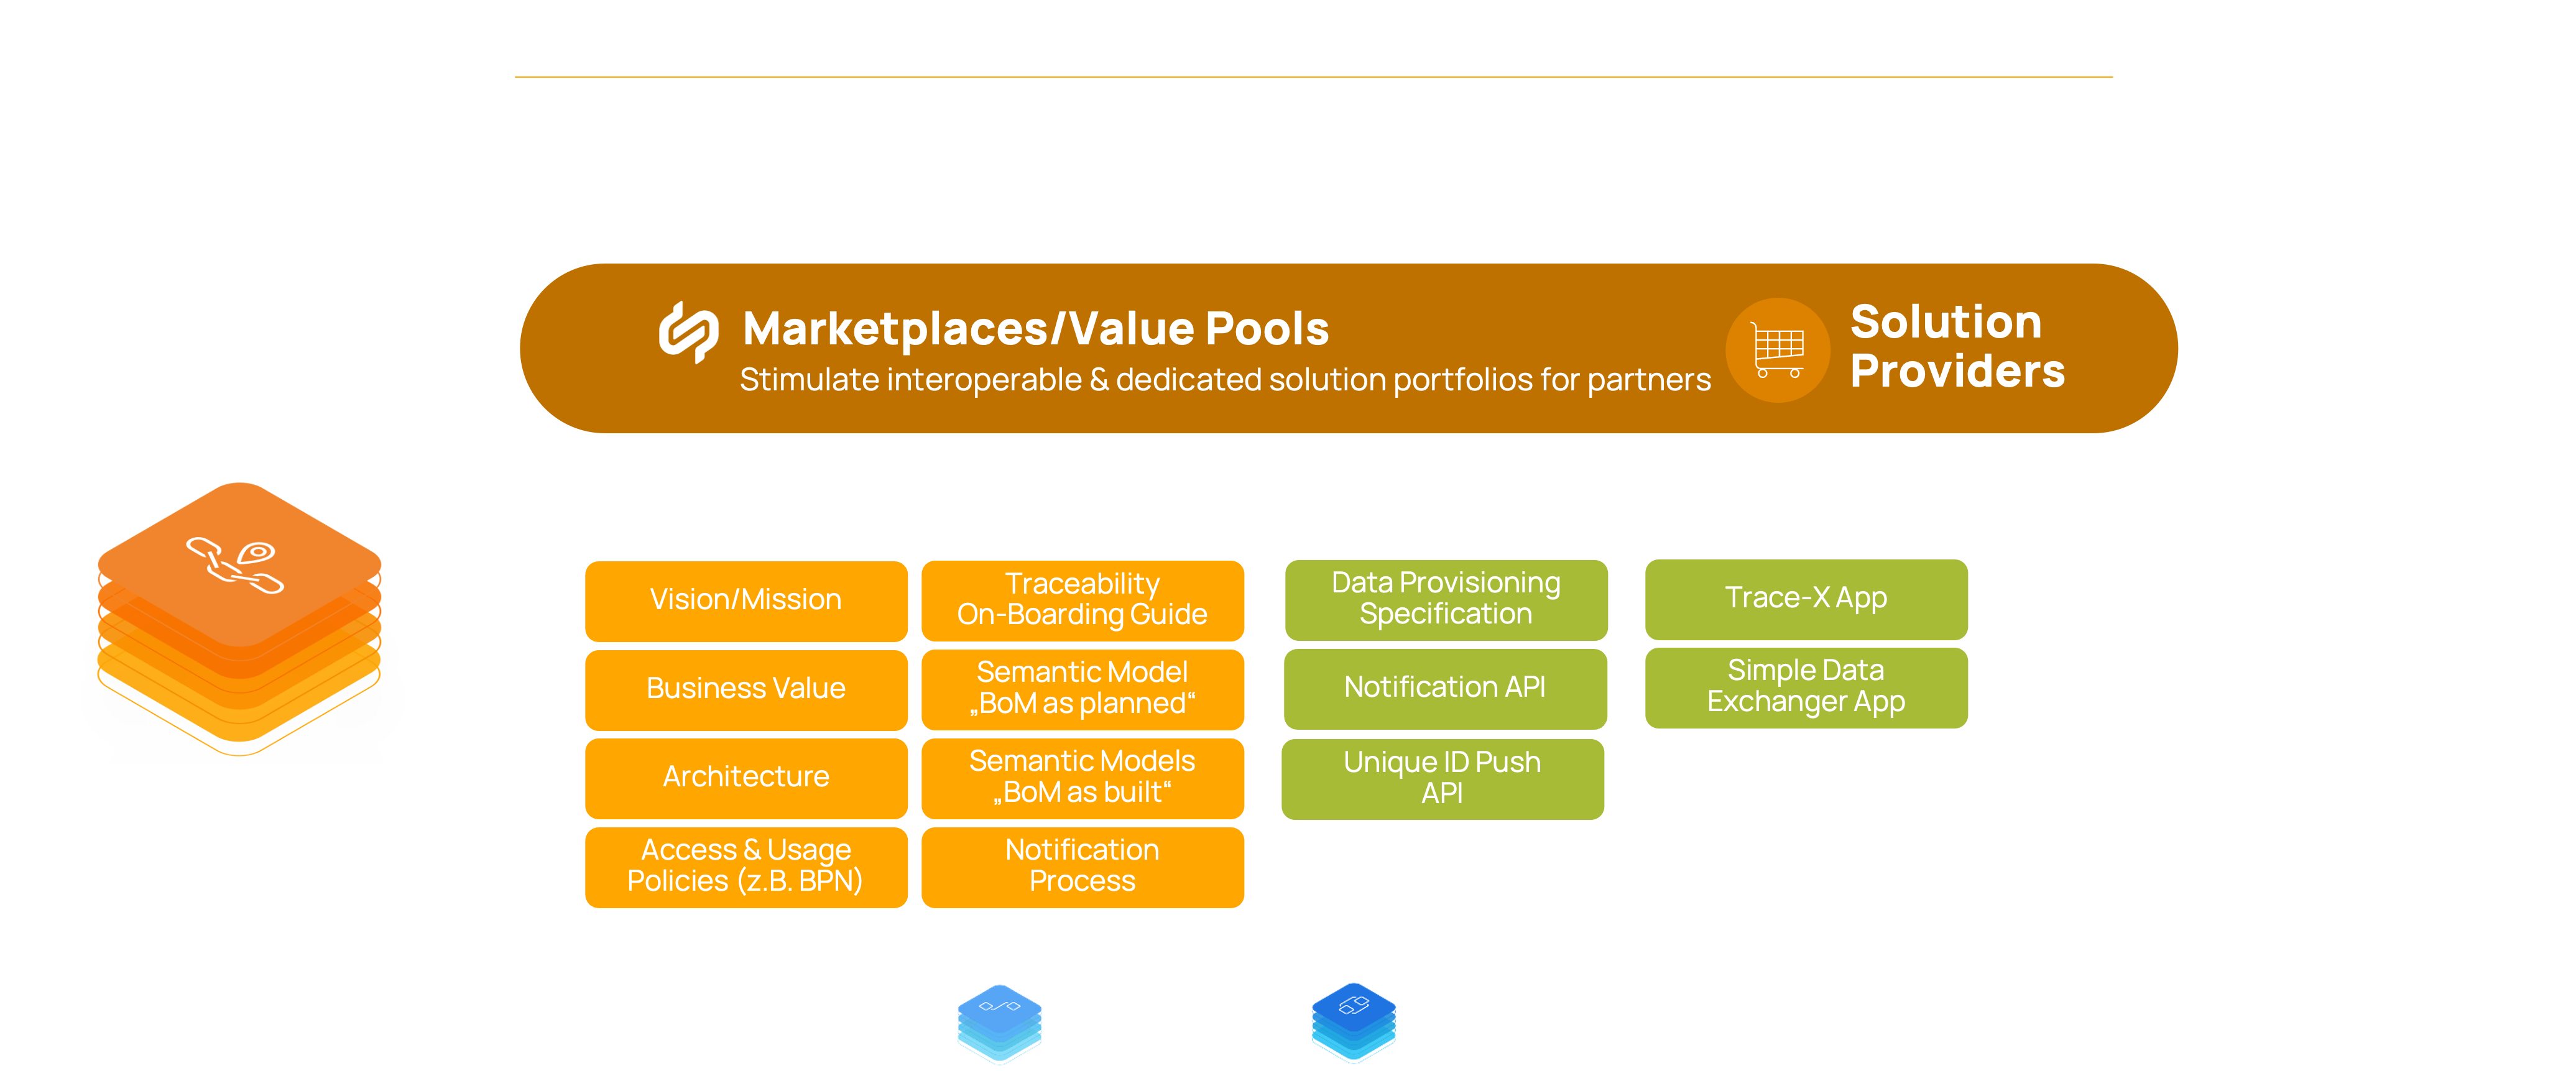 Marketplaces/Value Pools
Stimulate interoperable & dedicated solution portfolios for partners
Solution
Providers
Vision/Mission
Business Value
Architecture
Access & Usage
Policies (z.B. BPN)
Traceability
On-Boarding Guide
Semantic Model
„BoM as planned“
Semantic Models
„BoM as built“
Notification
Process
Data Provisioning
Specification
Notification API
Unique ID Push
API
Trace-X App
Simple Data
Exchanger App